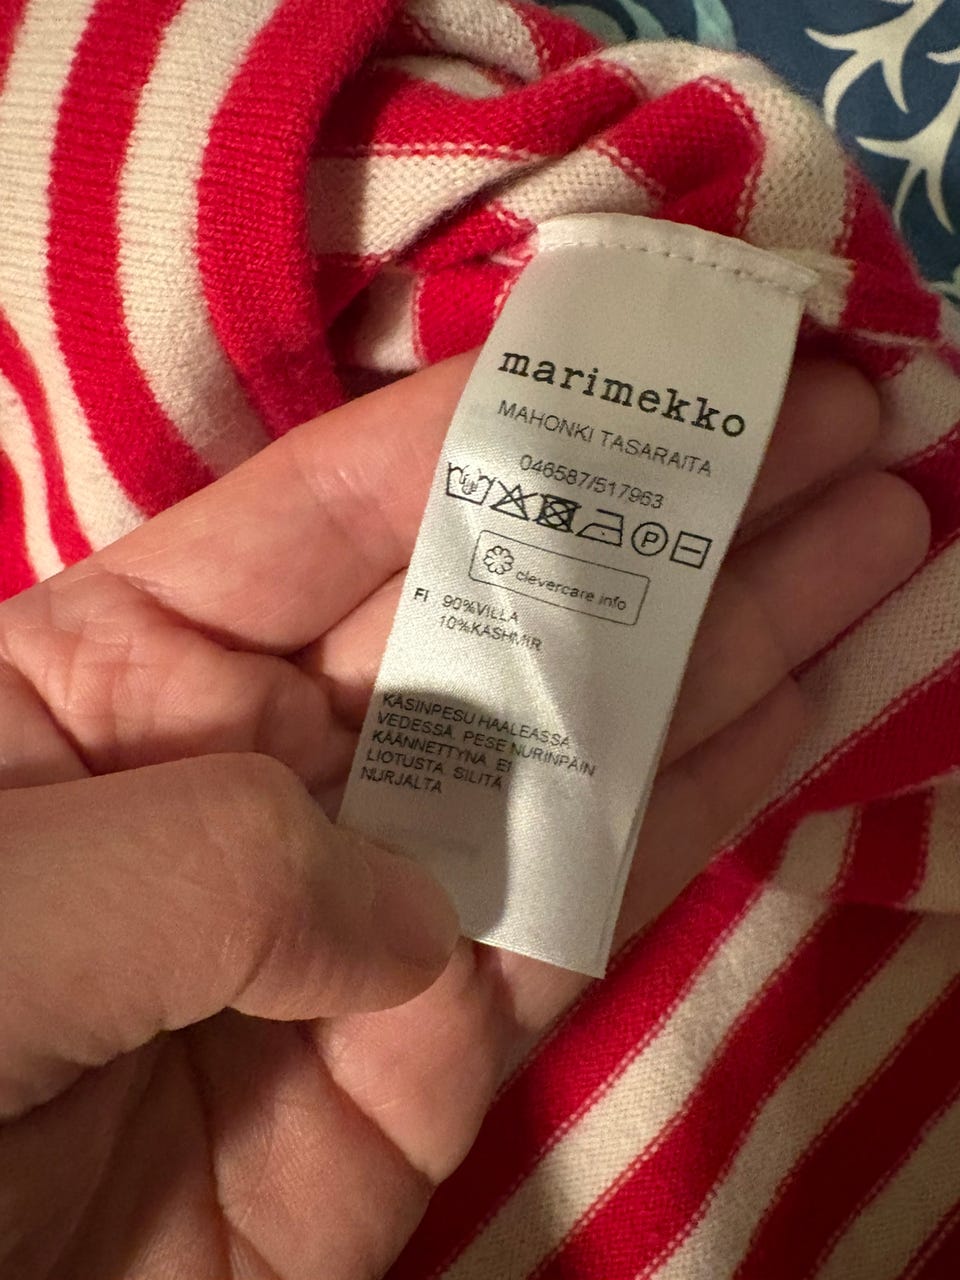 marimekko
MAHONKI TASARAITA
046587/517963
P
clevercare info
FI 90%VILLA
10%KASHMIR
KÄSINPESU HAALEASSA
VEDESSÄ. PESE NURINPÄIN
KÄÄNNETTYNÄ. EI
LIOTUSTA. SILITÄ
NURJALTA